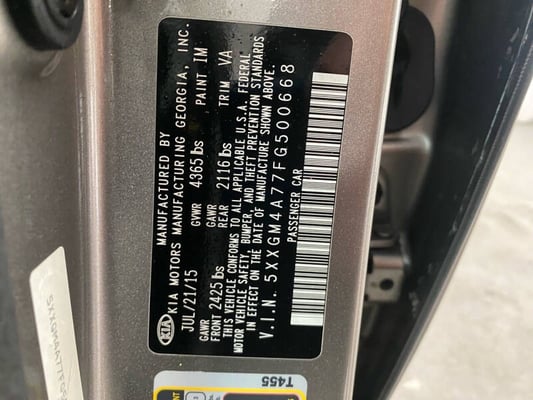 MANUFACTURED BY
KIA KIA MOTORS MANUFACTURING GEORGIA, INC.
JUL/21/15 GVWR 4365 lbs PAINT IM
GAWR GAWR
FRONT 2425 lbs REAR 2116 lbs TRIM VA
THIS VEHICLE CONFORMS TO ALL APPLICABLE U.S.A. FEDERAL
MOTOR VEHICLE SAFETY, BUMPER, AND THEFT PREVENTION STANDARDS
IN EFFECT ON THE DATE OF MANUFACTURE SHOWN ABOVE.
V.I.N. 5XXGM4A77FG500668
PASSENGER CAR
5XXGM4A77FG5
T455